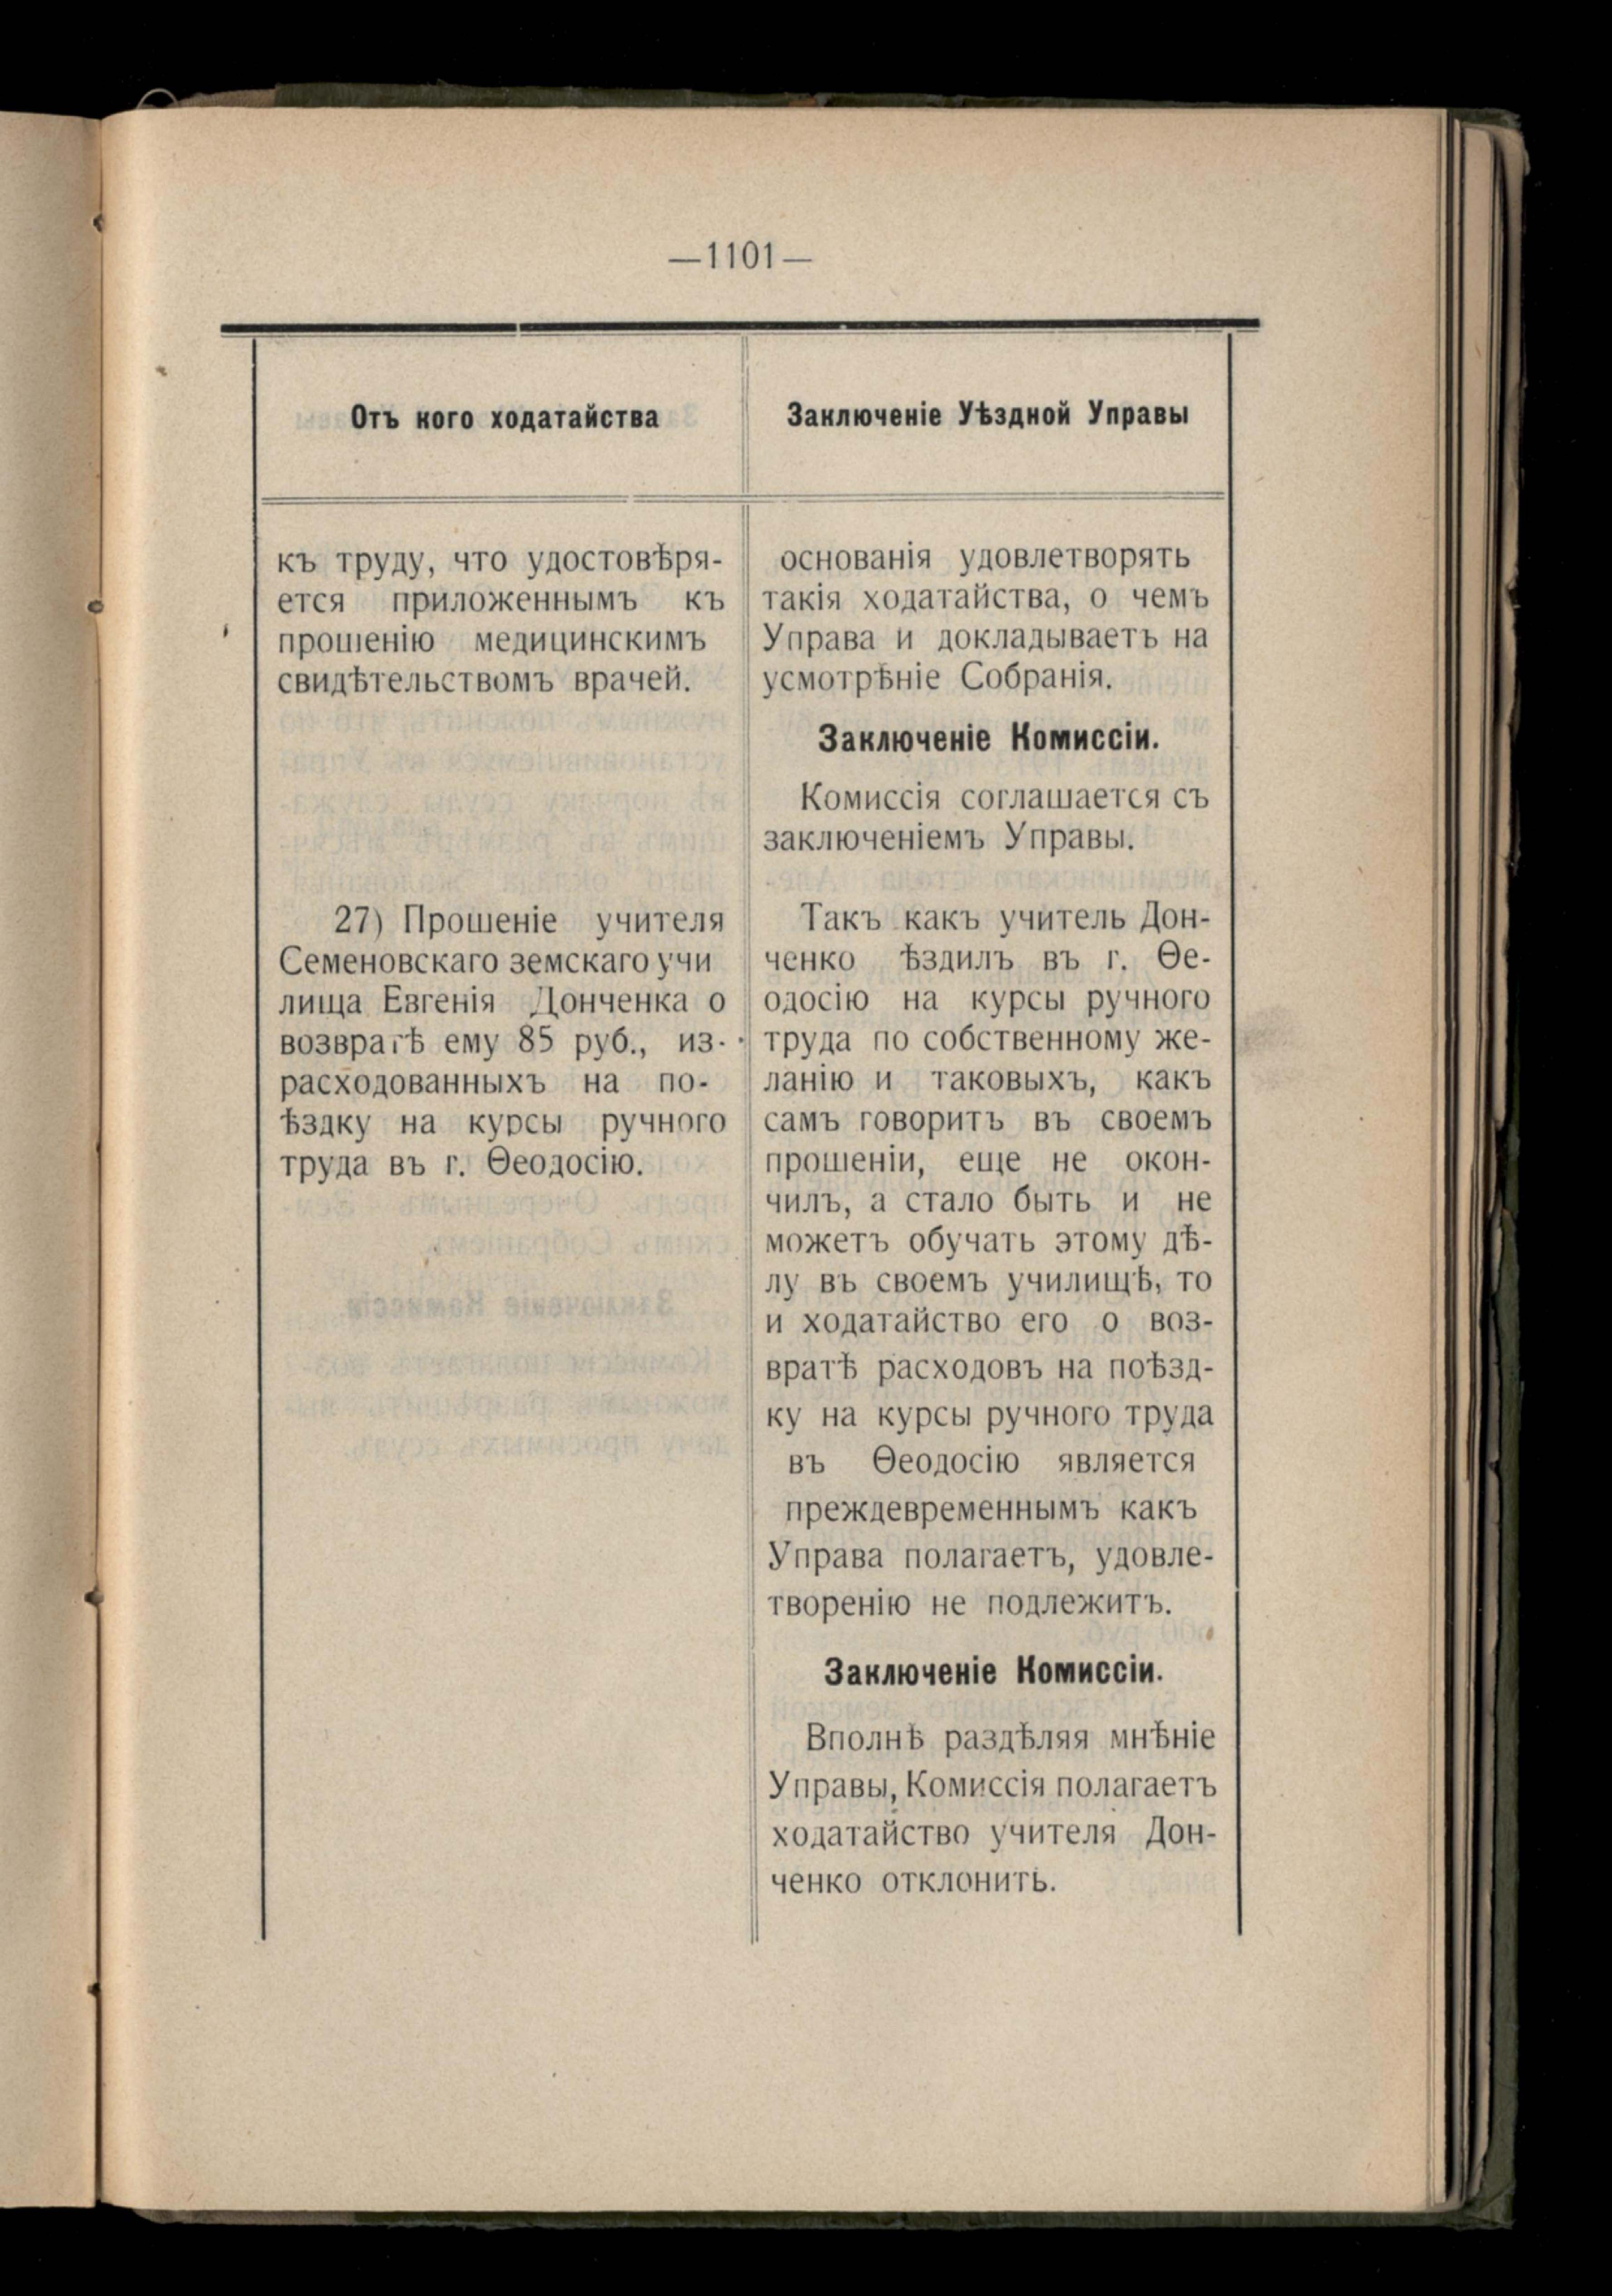 —1101—
Отъ кого ходатайства
Заключеніе Уѣздной Управы
къ труду, что удостовѣря-
ется приложеннымъ къ
прошенію медицинскимъ
свидѣтельствомъ врачей.
27) Прошеніе учителя
Семеновскаго земскаго учи
лища Евгенія Донченка о
возвратѣ ему 85 руб., из-
расходованныхъ на по-
ѣздку на курсы ручного
труда въ г. Ѳеодосію.
основанія удовлетворять
такія ходатайства, о чемъ
Управа и докладываетъ на
усмотрѣніе Собранія.
Заключеніе Комиссіи.
Комиссія соглашается съ
заключеніемъ Управы.
Такъ какъ учитель Дон-
ченко ѣздилъ въ г. Ѳе-
одосію на курсы ручного
труда по собственному же-
ланію и таковыхъ, какъ
самъ говоритъ въ своемъ
прошеніи, еще не окон-
чилъ, а стало быть и не
можетъ обучать этому дѣ-
лу въ своемъ училищѣ, то
и ходатайство его о воз-
вратѣ расходовъ на поѣзд-
ку на курсы ручного труда
въ Ѳеодосію является
преждевременнымъ какъ
Управа полагаетъ, удовле-
творенію не подлежитъ.
Заключеніе Комиссіи.
Вполнѣ раздѣляя мнѣніе
Управы, Комиссія полагаетъ
ходатайство учителя Дон-
ченко отклонить.